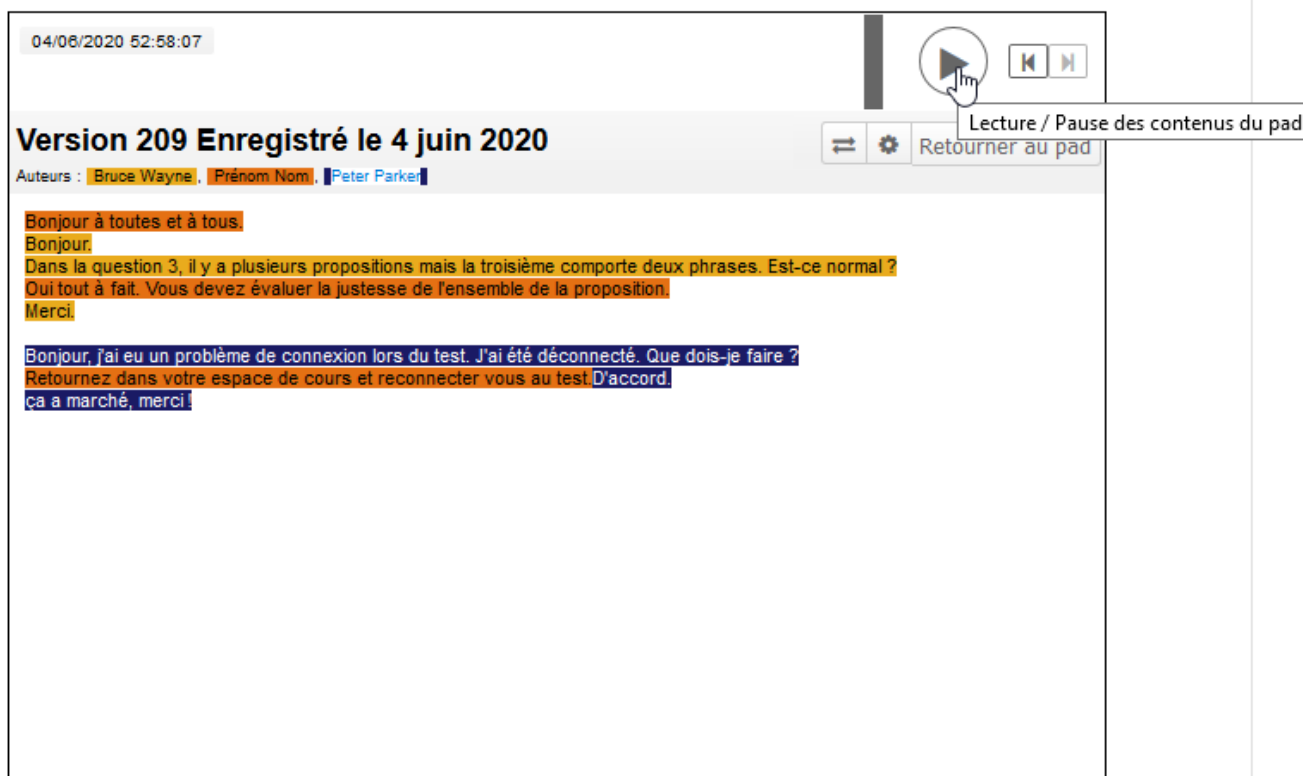 04/06/2020 52:58:07
Lecture / Pause des contenus du pad
Version 209 Enregistré le 4 juin 2020
Retourner au pad
Auteurs : Bruce Wayne, Prénom Nom, Peter Parker
Bonjour à toutes et à tous.
Bonjour.
Dans la question 3, il y a plusieurs propositions mais la troisième comporte deux phrases. Est-ce normal ?
Oui tout à fait. Vous devez évaluer la justesse de l'ensemble de la proposition.
Merci.
Bonjour, j'ai eu un problème de connexion lors du test. J'ai été déconnecté. Que dois-je faire ?
Retournez dans votre espace de cours et reconnecter vous au test.D'accord.
ça a marché, merci !